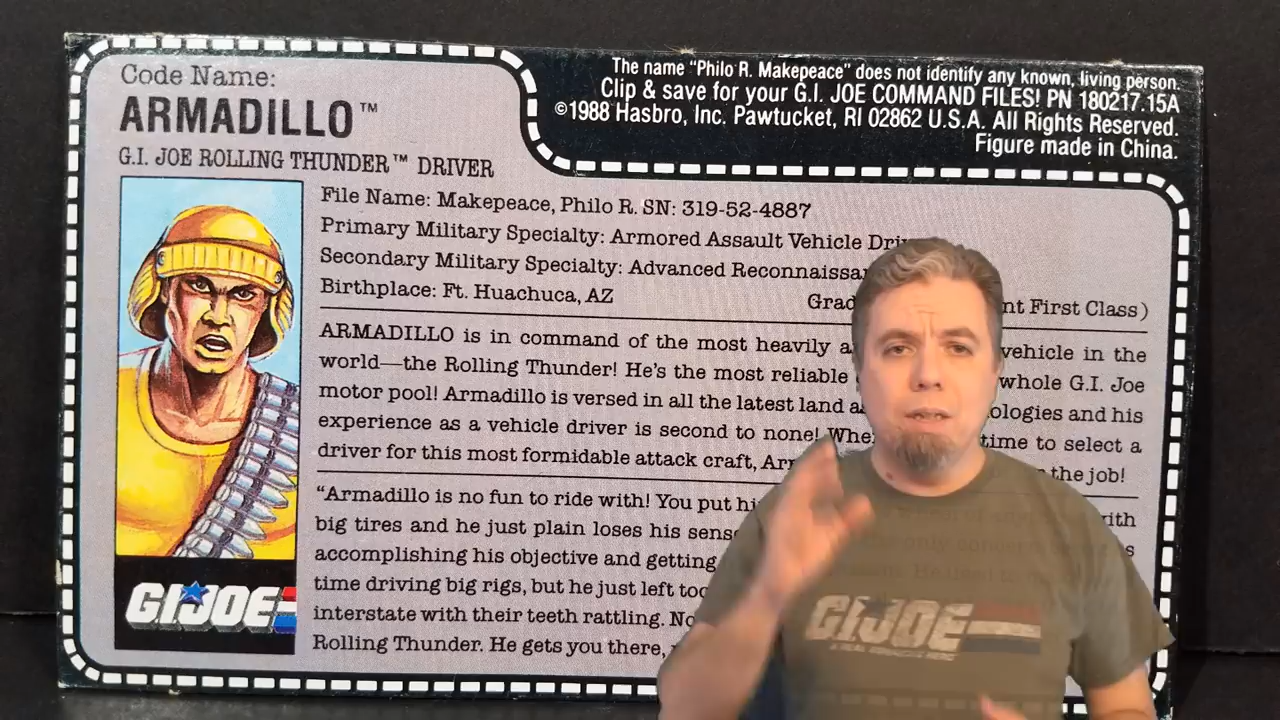 Code Name:
ARMADILLO™
G.I. JOE ROLLING THUNDER™ DRIVER
The name "Philo R. Makepeace" does not identify any known, living person.
Clip & save for your G.I. JOE COMMAND FILES! PN 180217.15A
©1988 Hasbro, Inc. Pawtucket, RI 02862 U.S.A. All Rights Reserved.
Figure made in China.
File Name: Makepeace, Philo R. SN: 319-52-4887
Primary Military Specialty: Armored Assault Vehicle
Secondary Military Specialty: Advanced
Birthplace: Ft. Huachuca, AZ First Class)
ARMADILLO is in command of the most heavily vehicle in the
world—the Rolling Thunder! He's the most reliable whole G.I. Joe
motor pool! Armadillo is versed in all the latest land and his
experience as a vehicle driver is second to none! time to select a
driver for this most formidable attack craft, the job!
"Armadillo is no fun to ride with! You put with
big tires and he just plain loses his
accomplishing his objective and getting
time driving big rigs, but he just left
interstate with their teeth rattling.
Rolling Thunder. He gets you there,
GI JOE
GI JOE
A REAL AMERICAN HERO